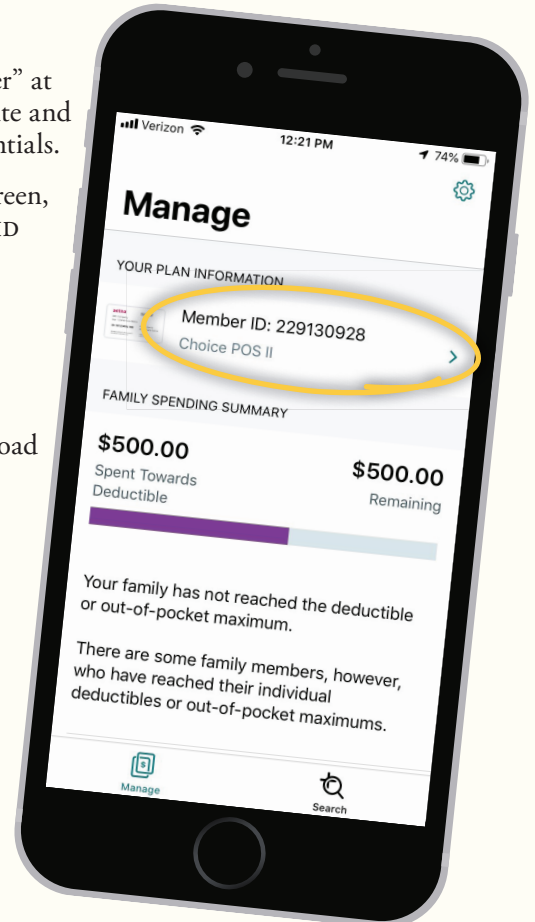 er” at
te and
ntials.
reen,
ID
oad
Verizon
12:21 PM
74%
Manage
YOUR PLAN INFORMATION
Member ID: 229130928
Choice POS II
FAMILY SPENDING SUMMARY
$500.00
Spent Towards
Deductible
$500.00
Remaining
Your family has not reached the deductible
or out-of-pocket maximum.
There are some family members, however,
who have reached their individual
deductibles or out-of-pocket maximums.
Manage
Search